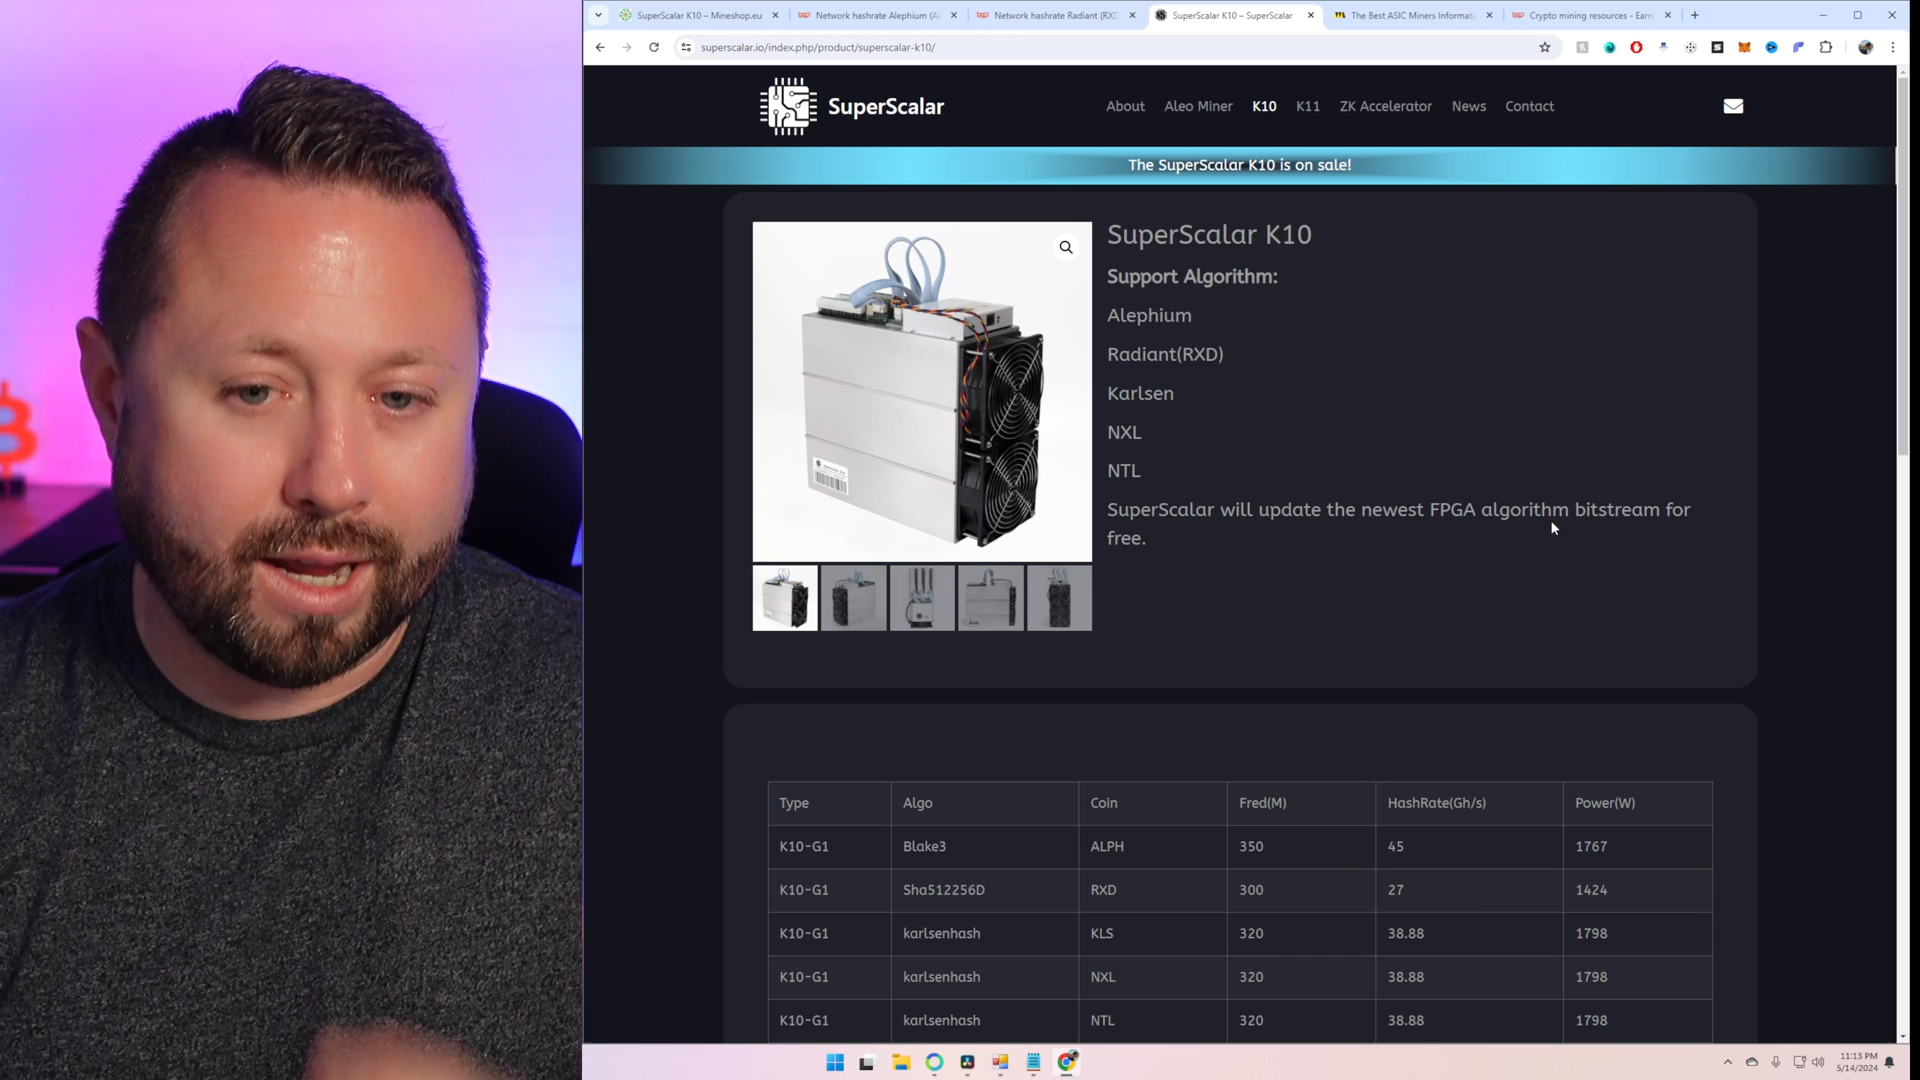 SuperScalar K10 – Mineshop.eu
Network hashrate Alephium (AL
Network hashrate Radiant (RXD
SuperScalar K10 – SuperScalar
The Best ASIC Miners Informati
Crypto mining resources - Earn
superscalar.io/index.php/product/superscalar-k10/
SuperScalar
About Aleo Miner K10 K11 ZK Accelerator News Contact
The SuperScalar K10 is on sale!
SuperScalar K10
Support Algorithm:
Alephium
Radiant(RXD)
Karlsen
NXL
NTL
SuperScalar will update the newest FPGA algorithm bitstream for
free.
Type Algo Coin Fred(M) HashRate(Gh/s) Power(W)
K10-G1 Blake3 ALPH 350 45 1767
K10-G1 Sha512256D RXD 300 27 1424
K10-G1 karlsenhash KLS 320 38.88 1798
K10-G1 karlsenhash NXL 320 38.88 1798
K10-G1 karlsenhash NTL 320 38.88 1798
11:13 PM
5/14/2024